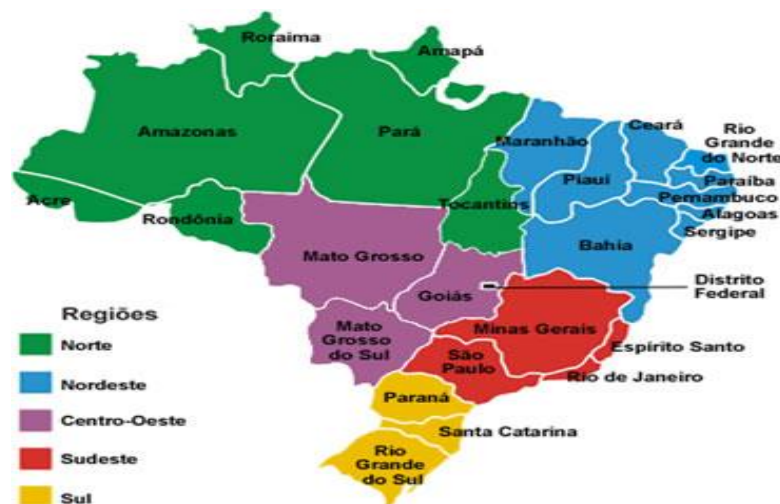 Roraima
Amapá
Amazonas
Pará
Maranhão
Ceará
Rio
Grande
do Norte
Piauí
Paraíba
Pernambuco
Alagoas
Sergipe
Acre
Rondônia
Tocantins
Mato Grosso
Bahia
Goiás
Distrito
Federal
Mato
Grosso
do Sul
Minas Gerais
Espírito Santo
São
Paulo
Rio de Janeiro
Paraná
Santa Catarina
Rio
Grande
do Sul
Regiões
Norte
Nordeste
Centro-Oeste
Sudeste
Sul